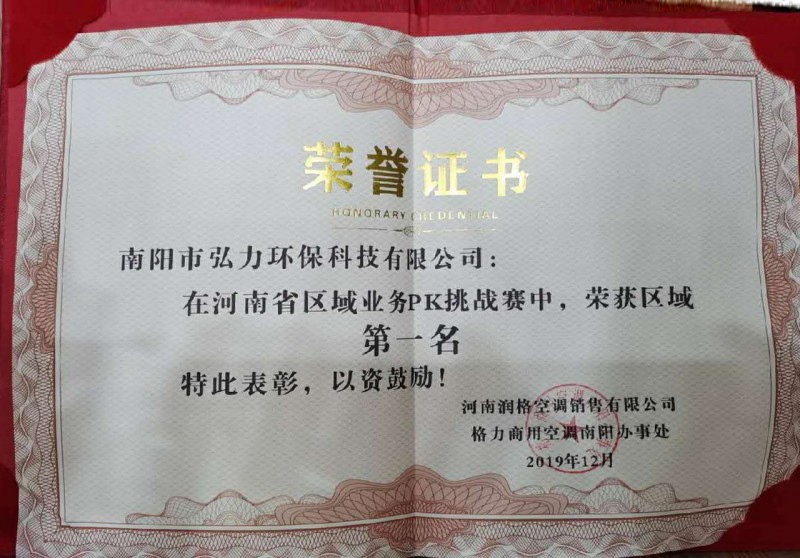 荣誉证书
HONORARY CREDENTIAL
南阳市弘力环保科技有限公司：
在河南省区域业务PK挑战赛中，荣获区域
第一名
特此表彰，以资鼓励！
河南润格空调销售有限公司
格力商用空调南阳办事处
2019年12月